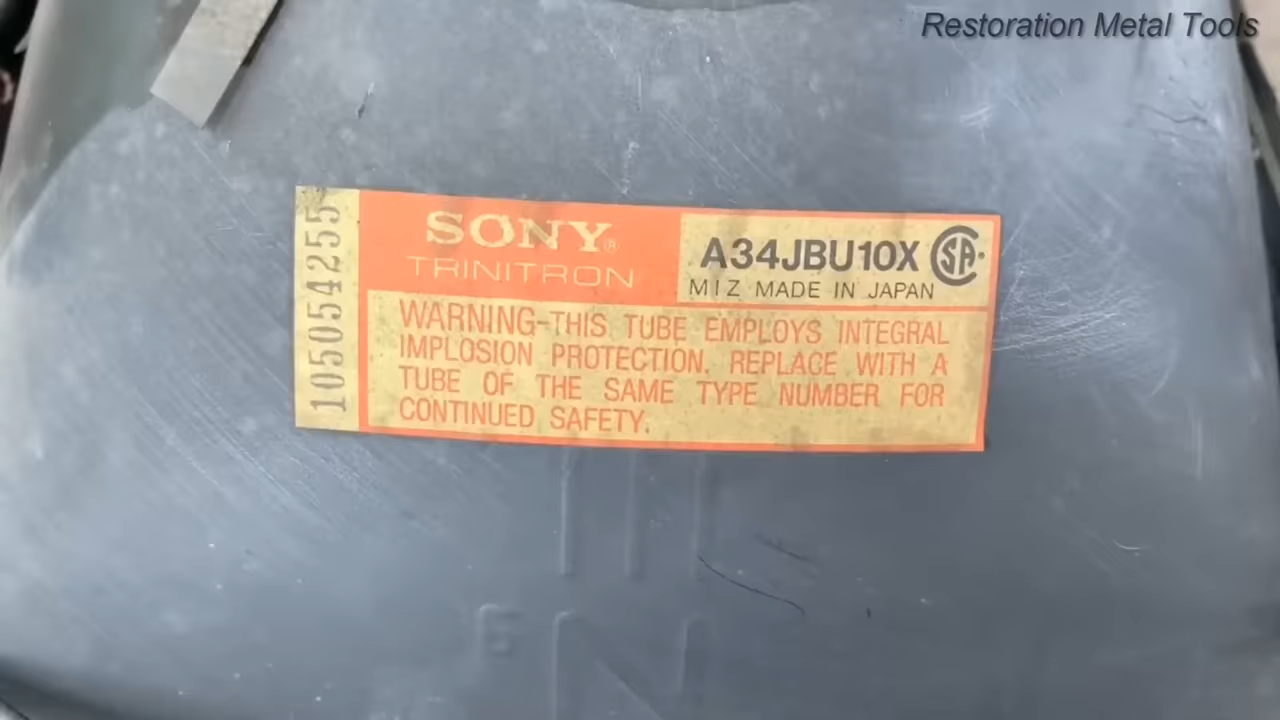 Restoration Metal Tools
105054255
SONY®
TRINITRON
A34JBU10X CSA
MIZ MADE IN JAPAN
WARNING-THIS TUBE EMPLOYS INTEGRAL
IMPLOSION PROTECTION. REPLACE WITH A
TUBE OF THE SAME TYPE NUMBER FOR
CONTINUED SAFETY.